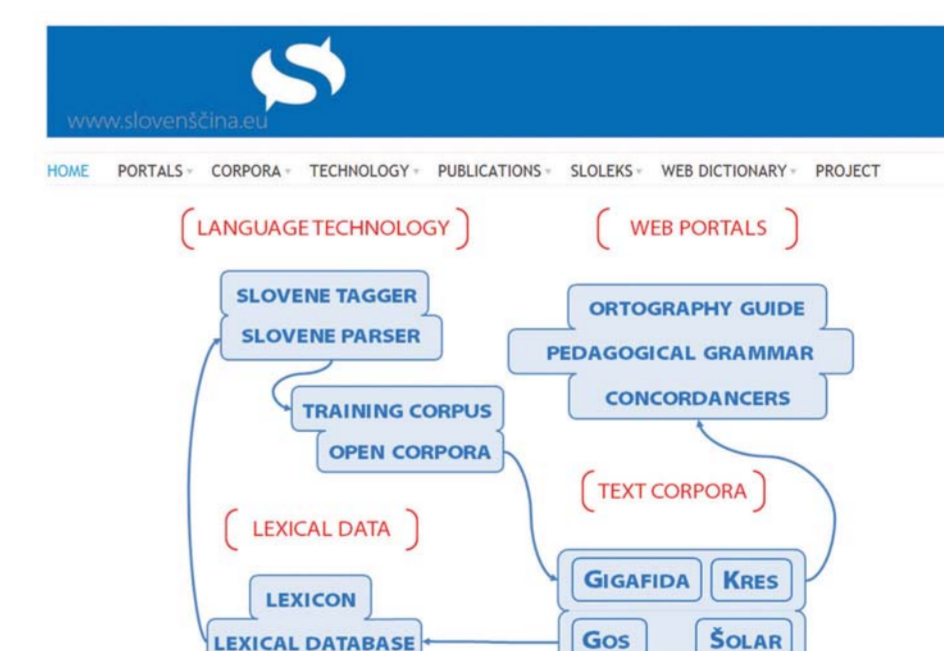 www.slovenščina.eu
HOME PORTALS CORPORA TECHNOLOGY PUBLICATIONS SLOLEKS WEB DICTIONARY PROJECT
LANGUAGE TECHNOLOGY
SLOVENE TAGGER
SLOVENE PARSER
TRAINING CORPUS
OPEN CORPORA
WEB PORTALS
ORTOGRAPHY GUIDE
PEDAGOGICAL GRAMMAR
CONCORDANCERS
LEXICAL DATA
LEXICON
LEXICAL DATABASE
TEXT CORPORA
GIGAFIDA KRES
GOS ŠOLAR